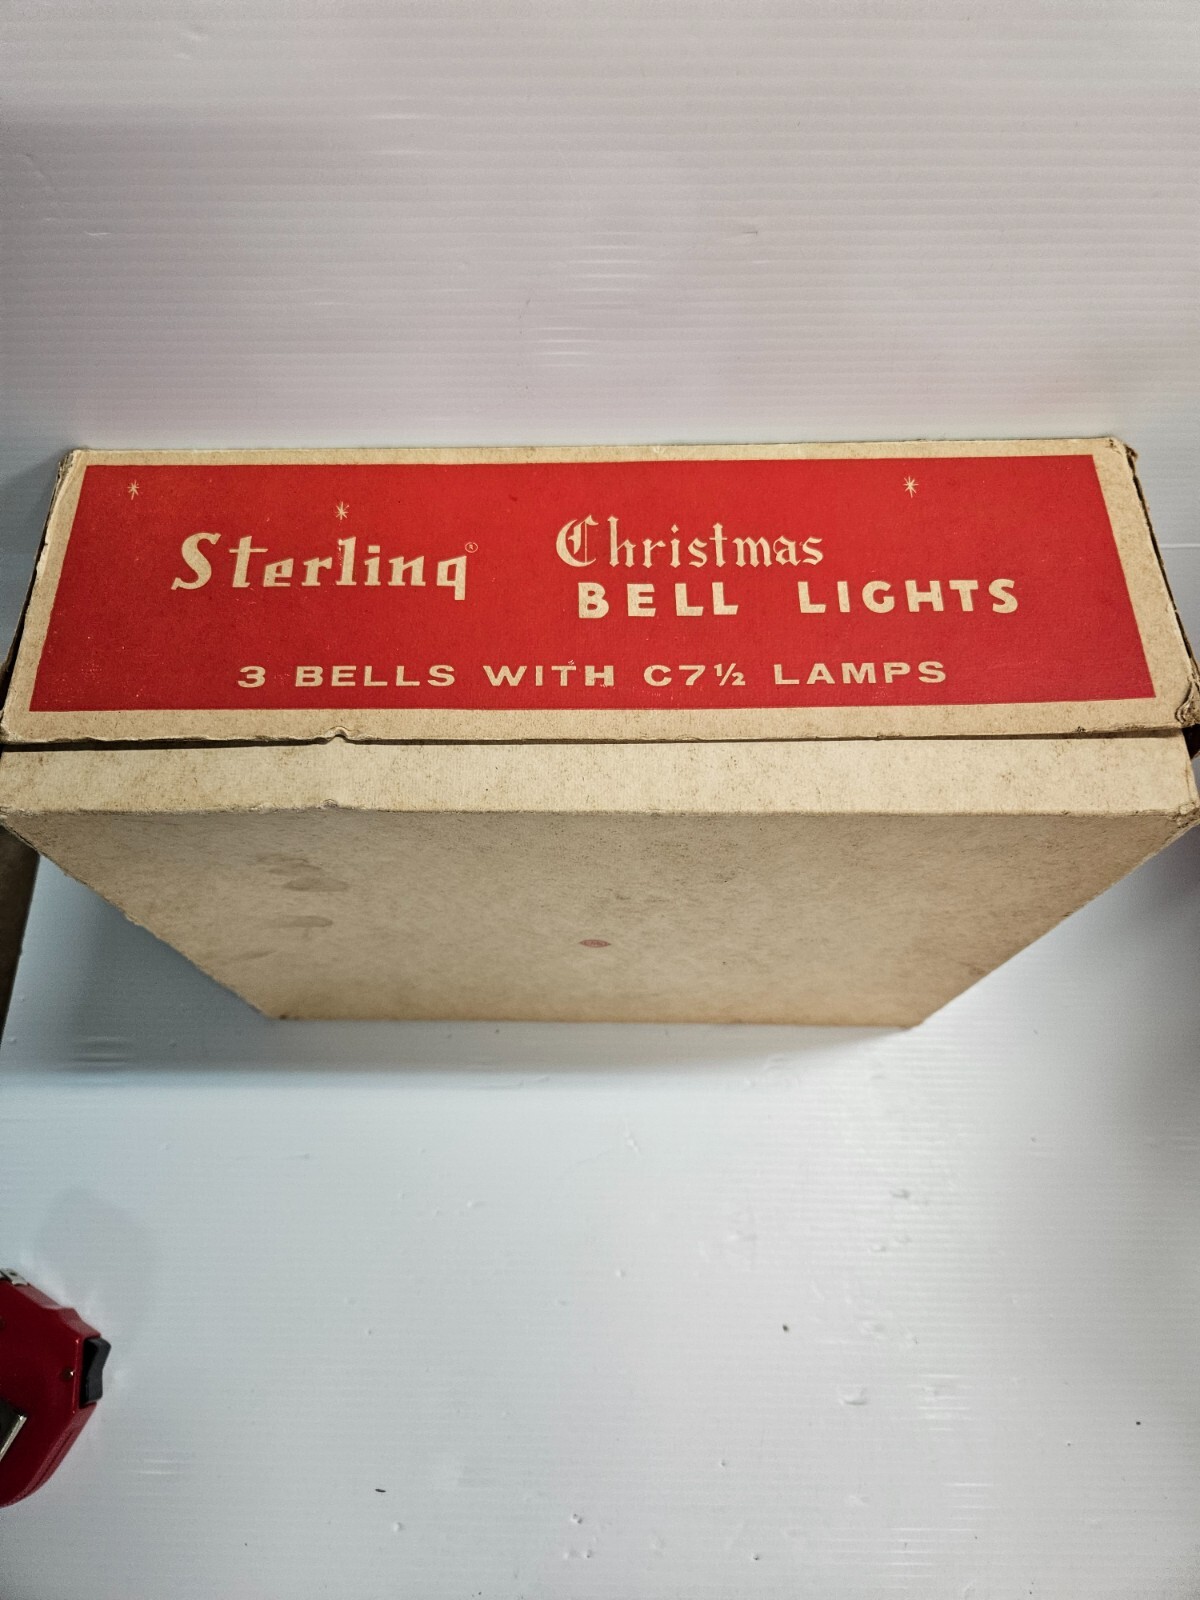 Sterling® Christmas
BELL LIGHTS
3 BELLS WITH C7½ LAMPS